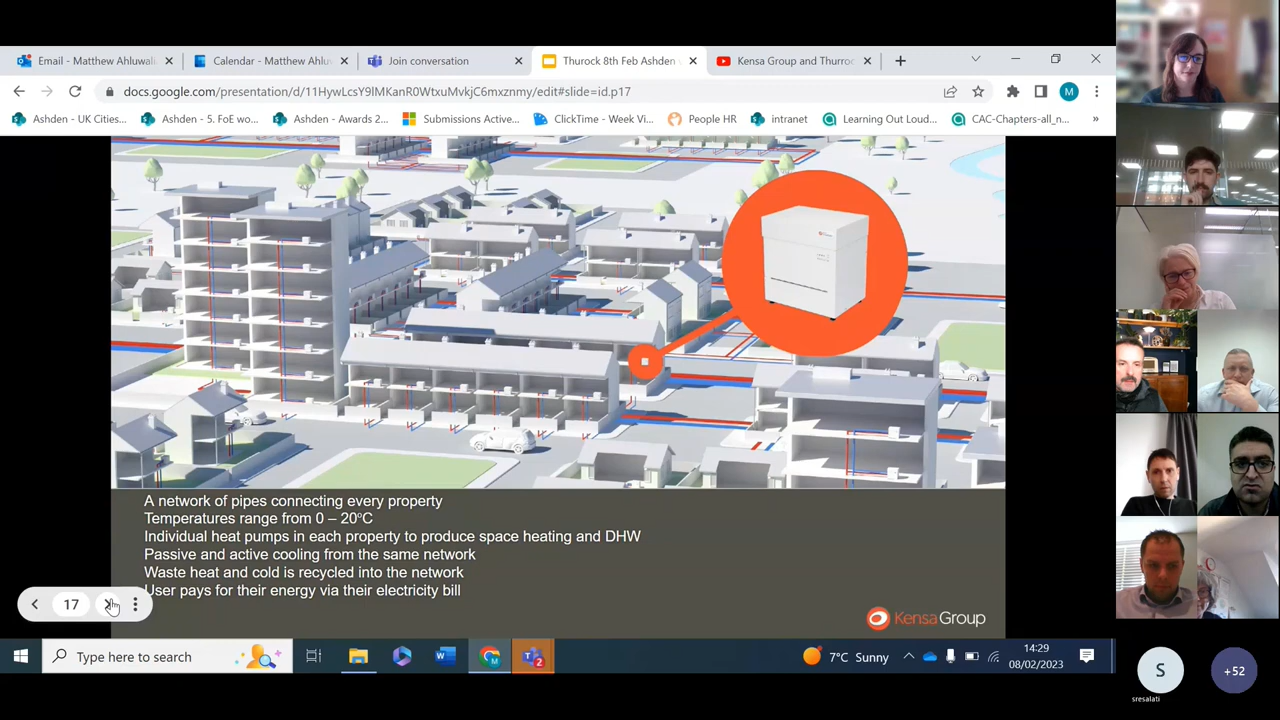 Email - Matthew Ahluwali
Calendar - Matthew Ahluw
Join conversation
Thurock 8th Feb Ashden
Kensa Group and Thurro
docs.google.com/presentation/d/11HywLcsY9IMKanR0WtxuMvkjC6mxznmy/edit#slide=id.p17
M
Ashden - UK Cities...
Ashden - 5. FoE wo...
Ashden - Awards 2...
Submissions Active...
ClickTime - Week Vi...
People HR
intranet
Learning Out Loud...
CAC-Chapters-all_n...
A network of pipes connecting every property
Temperatures range from 0 – 20°C
Individual heat pumps in each property to produce space heating and DHW
Passive and active cooling from the same network
Waste heat and cold is recycled into the network
User pays for their energy via their electricity bill
17
KensaGroup
Type here to search
2
7°C Sunny
14:29
08/02/2023
S
sresalati
+52